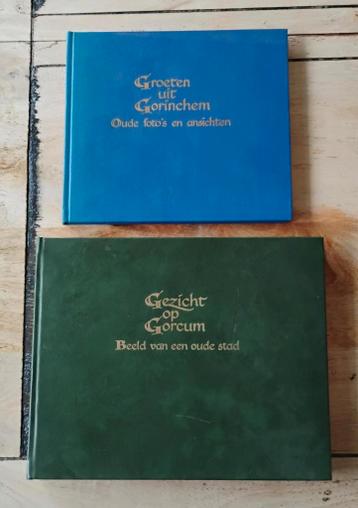 Groeten
uit
Gorinchem
Oude foto's en ansichten
Gezicht
op
Gorcum
Beeld van een oude stad